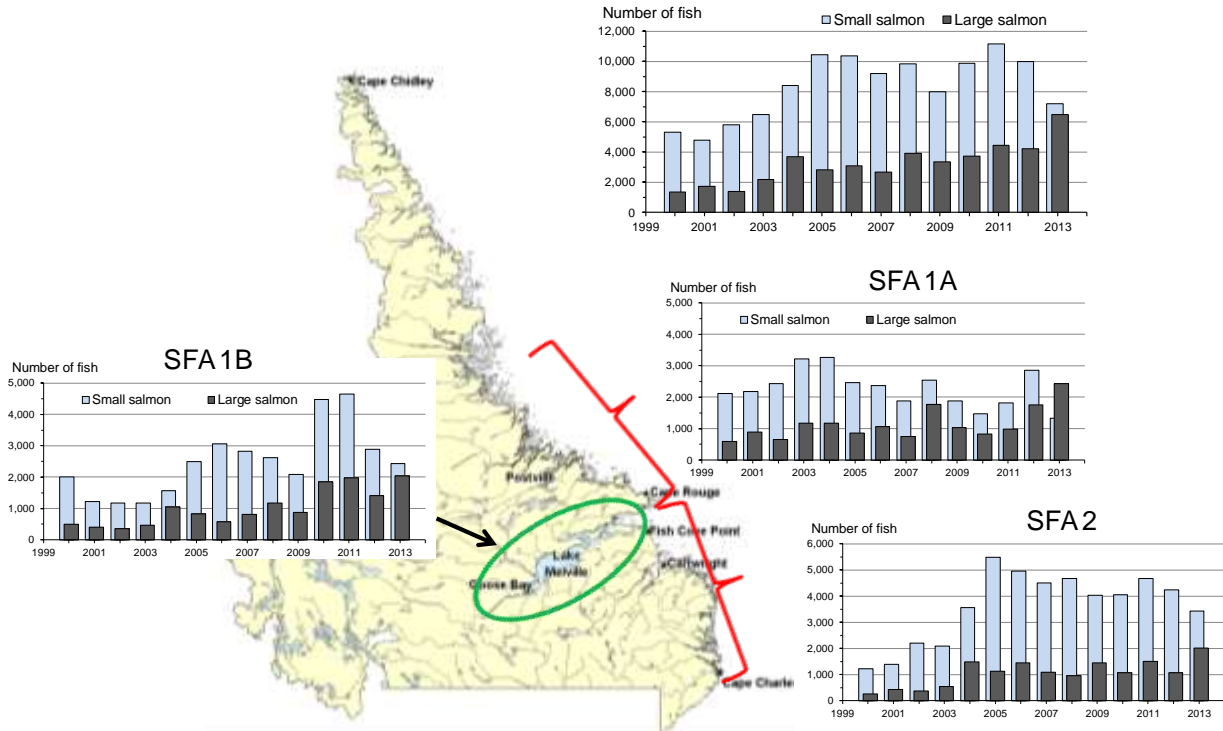 Number of fish
Small salmon
Large salmon
12,000
10,000
8,000
6,000
4,000
2,000
0
1999 2001 2003 2005 2007 2009 2011 2013
Cape Chidley
SFA 1A
Number of fish
5,000
4,000
3,000
2,000
1,000
0
Small salmon
Large salmon
1999 2001 2003 2005 2007 2009 2011 2013
SFA 1B
Number of fish
5,000
4,000
3,000
2,000
1,000
0
Small salmon
Large salmon
1999 2001 2003 2005 2007 2009 2011 2013
Postville
Cape Rouge
Fish Cove Point
Lake
Melville
Cartwright
Goose Bay
Cape Charle
SFA 2
Number of fish
6,000
5,000
4,000
3,000
2,000
1,000
0
Small salmon
Large salmon
1999 2001 2003 2005 2007 2009 2011 2013